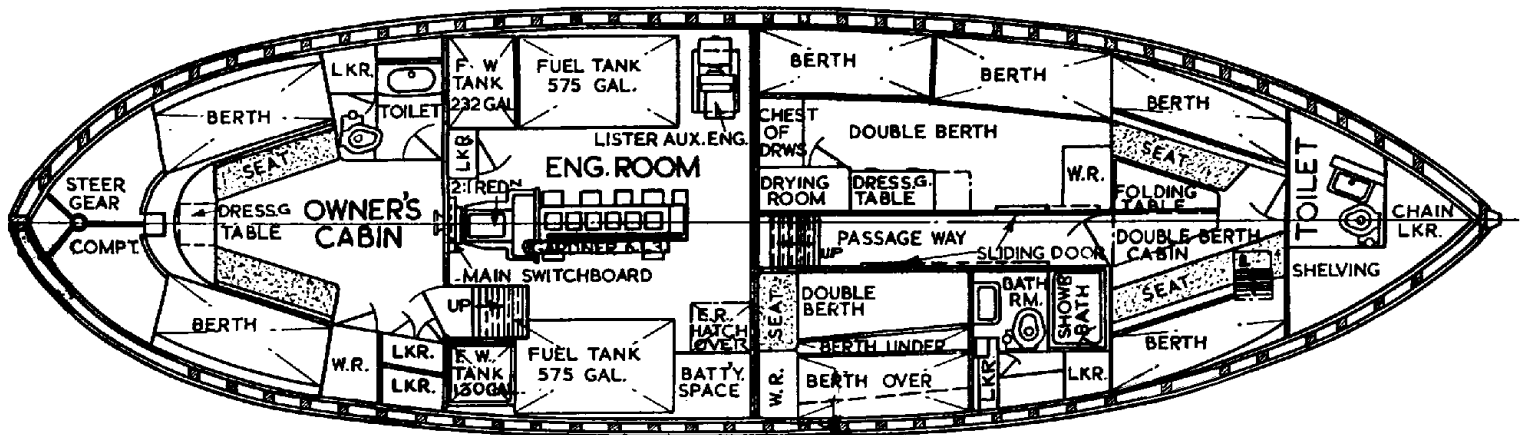 STEER
GEAR
COMPT.
BERTH
SEAT
DRESS.G
TABLE
SEAT
BERTH
OWNER'S
CABIN
LKR.
TOILET
W.R.
LKR.
LKR.
F. W
TANK
232 GAL
FUEL TANK
575 GAL.
LISTER AUX. ENG.
LKR
ENG. ROOM
2:1 REDN
MAIN SWITCHBOARD
UP
F. W.
TANK
130 GAL
FUEL TANK
575 GAL.
E.R.
HATCH
OVER
BATT'Y.
SPACE
BERTH
BERTH
CHEST
OF
DRWS
DOUBLE BERTH
DRYING
ROOM
DRESS.G.
TABLE
W.R.
UP
PASSAGE WAY
SLIDING DOOR
SEAT
DOUBLE
BERTH
BERTH UNDER
W.R.
BERTH OVER
BATH
RM.
SHOWR
BATH
LKR
LKR.
BERTH
SEAT
FOLDING
TABLE
DOUBLE BERTH
CABIN
SEAT
UP
BERTH
TOILET
SHELVING
CHAIN
LKR.